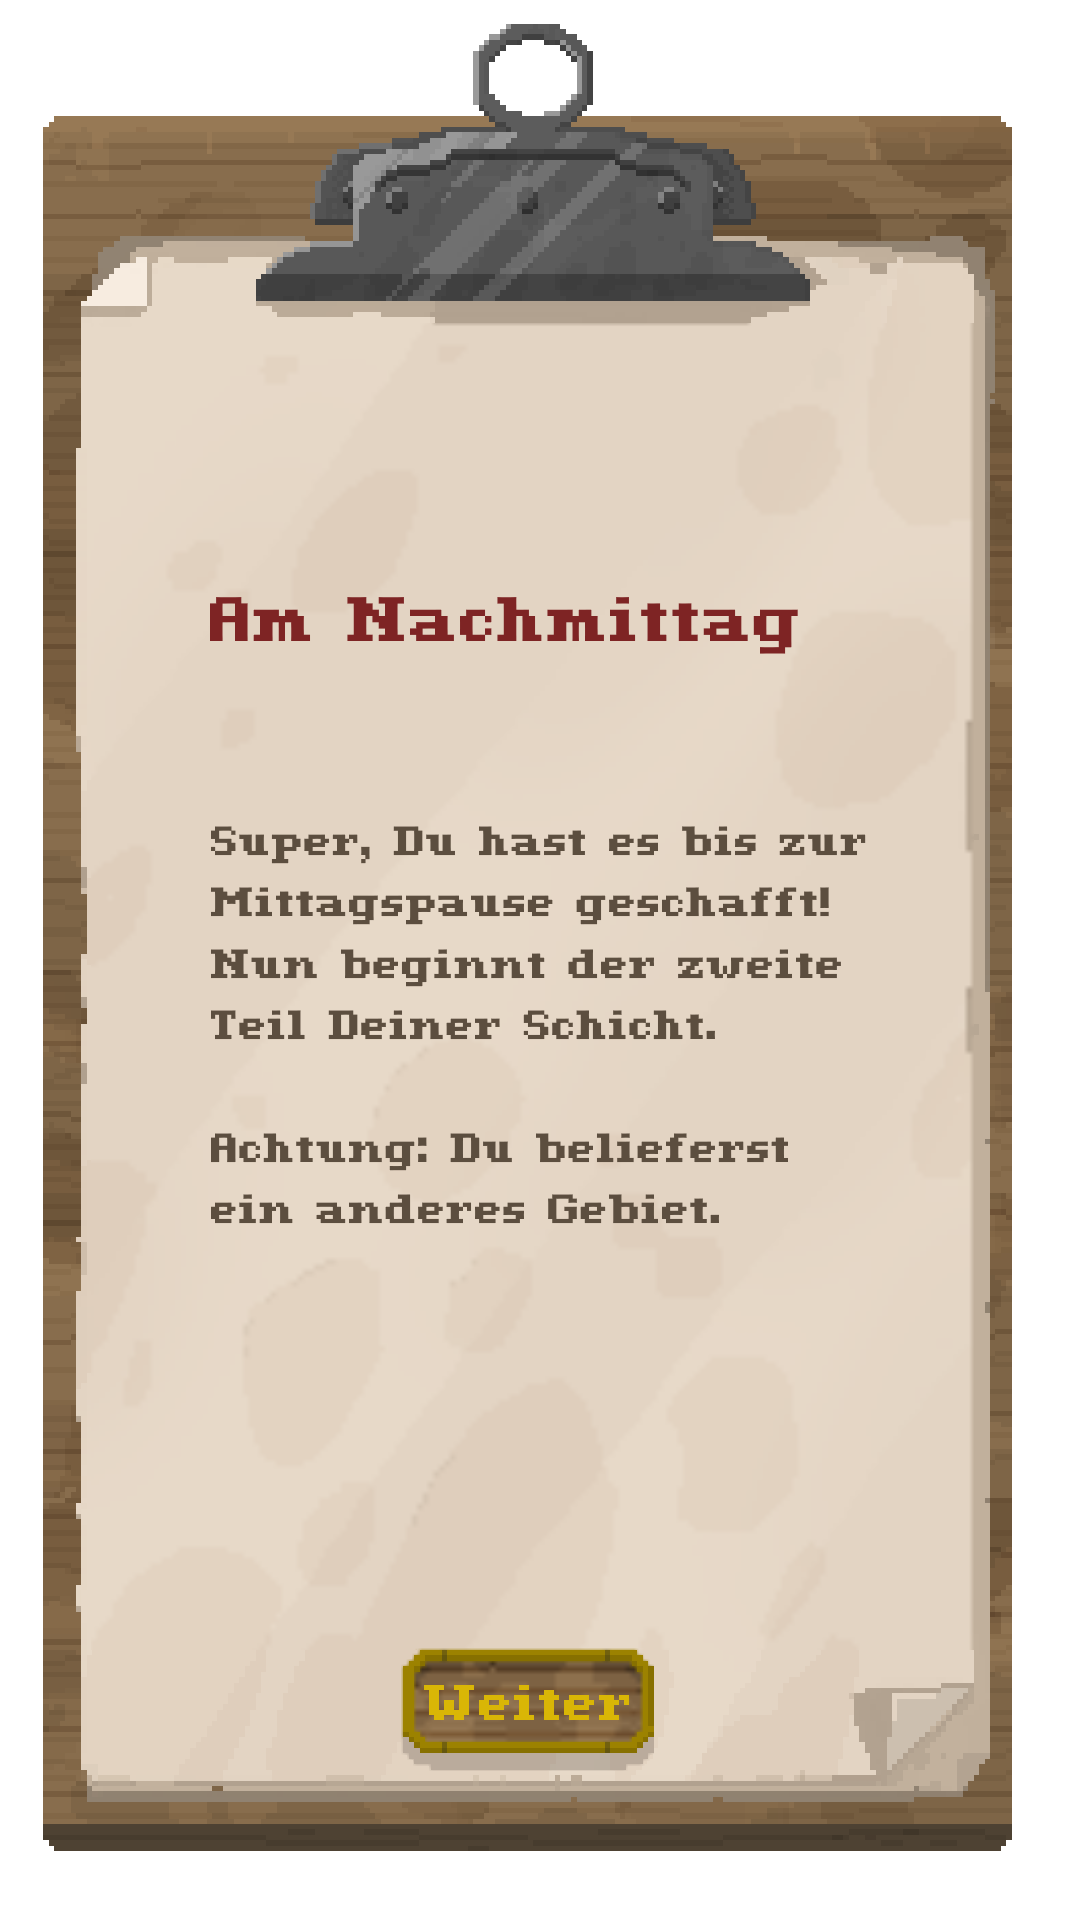 Am Nachmittag
Super, Du hast es bis zur
Mittagspause geschafft!
Nun beginnt der zweite
Teil Deiner Schicht.
Achtung: Du belieferst
ein anderes Gebiet.
Weiter